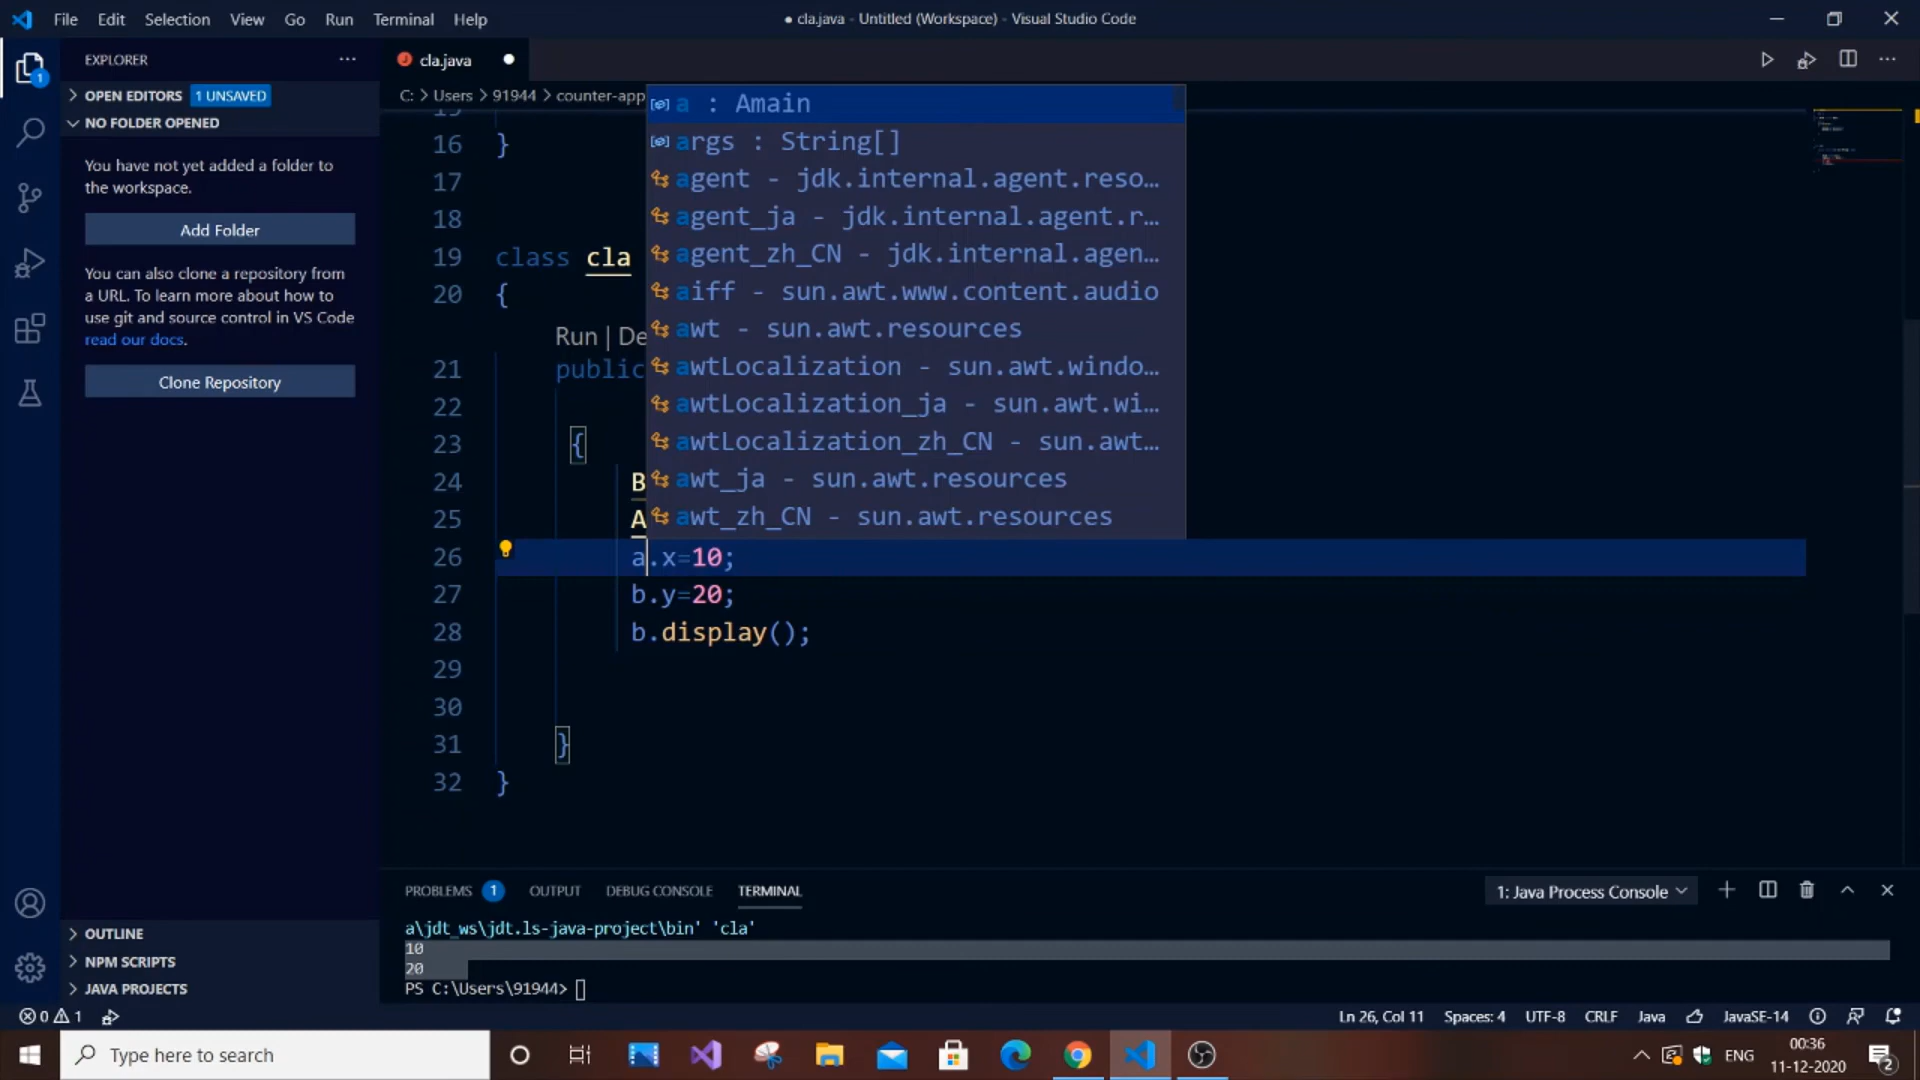 File Edit Selection View Go Run Terminal Help
● cla.java - Untitled (Workspace) - Visual Studio Code
EXPLORER
OPEN EDITORS 1 UNSAVED
NO FOLDER OPENED
You have not yet added a folder to
the workspace.
Add Folder
You can also clone a repository from
a URL. To learn more about how to
use git and source control in VS Code
read our docs.
Clone Repository
OUTLINE
NPM SCRIPTS
JAVA PROJECTS
cla.java
C: > Users > 91944 > counter-app
a : Amain
args : String[]
agent - jdk.internal.agent.reso…
agent_ja - jdk.internal.agent.r…
agent_zh_CN - jdk.internal.agen…
aiff - sun.awt.www.content.audio
awt - sun.awt.resources
awtLocalization - sun.awt.windo…
awtLocalization_ja - sun.awt.wi…
awtLocalization_zh_CN - sun.awt…
awt_ja - sun.awt.resources
awt_zh_CN - sun.awt.resources
15
16 }
17
18
19 class cla
20 {
Run | De
21 public
22
23 {
24 B
25 A
26 a.x=10;
27 b.y=20;
28 b.display();
29
30
31 }
32 }
PROBLEMS 1 OUTPUT DEBUG CONSOLE TERMINAL
1: Java Process Console
a\jdt_ws\jdt.ls-java-project\bin' 'cla'
10
20
PS C:\Users\91944>
0 1
Ln 26, Col 11 Spaces: 4 UTF-8 CRLF Java JavaSE-14
Type here to search
ENG
00:36
11-12-2020
2